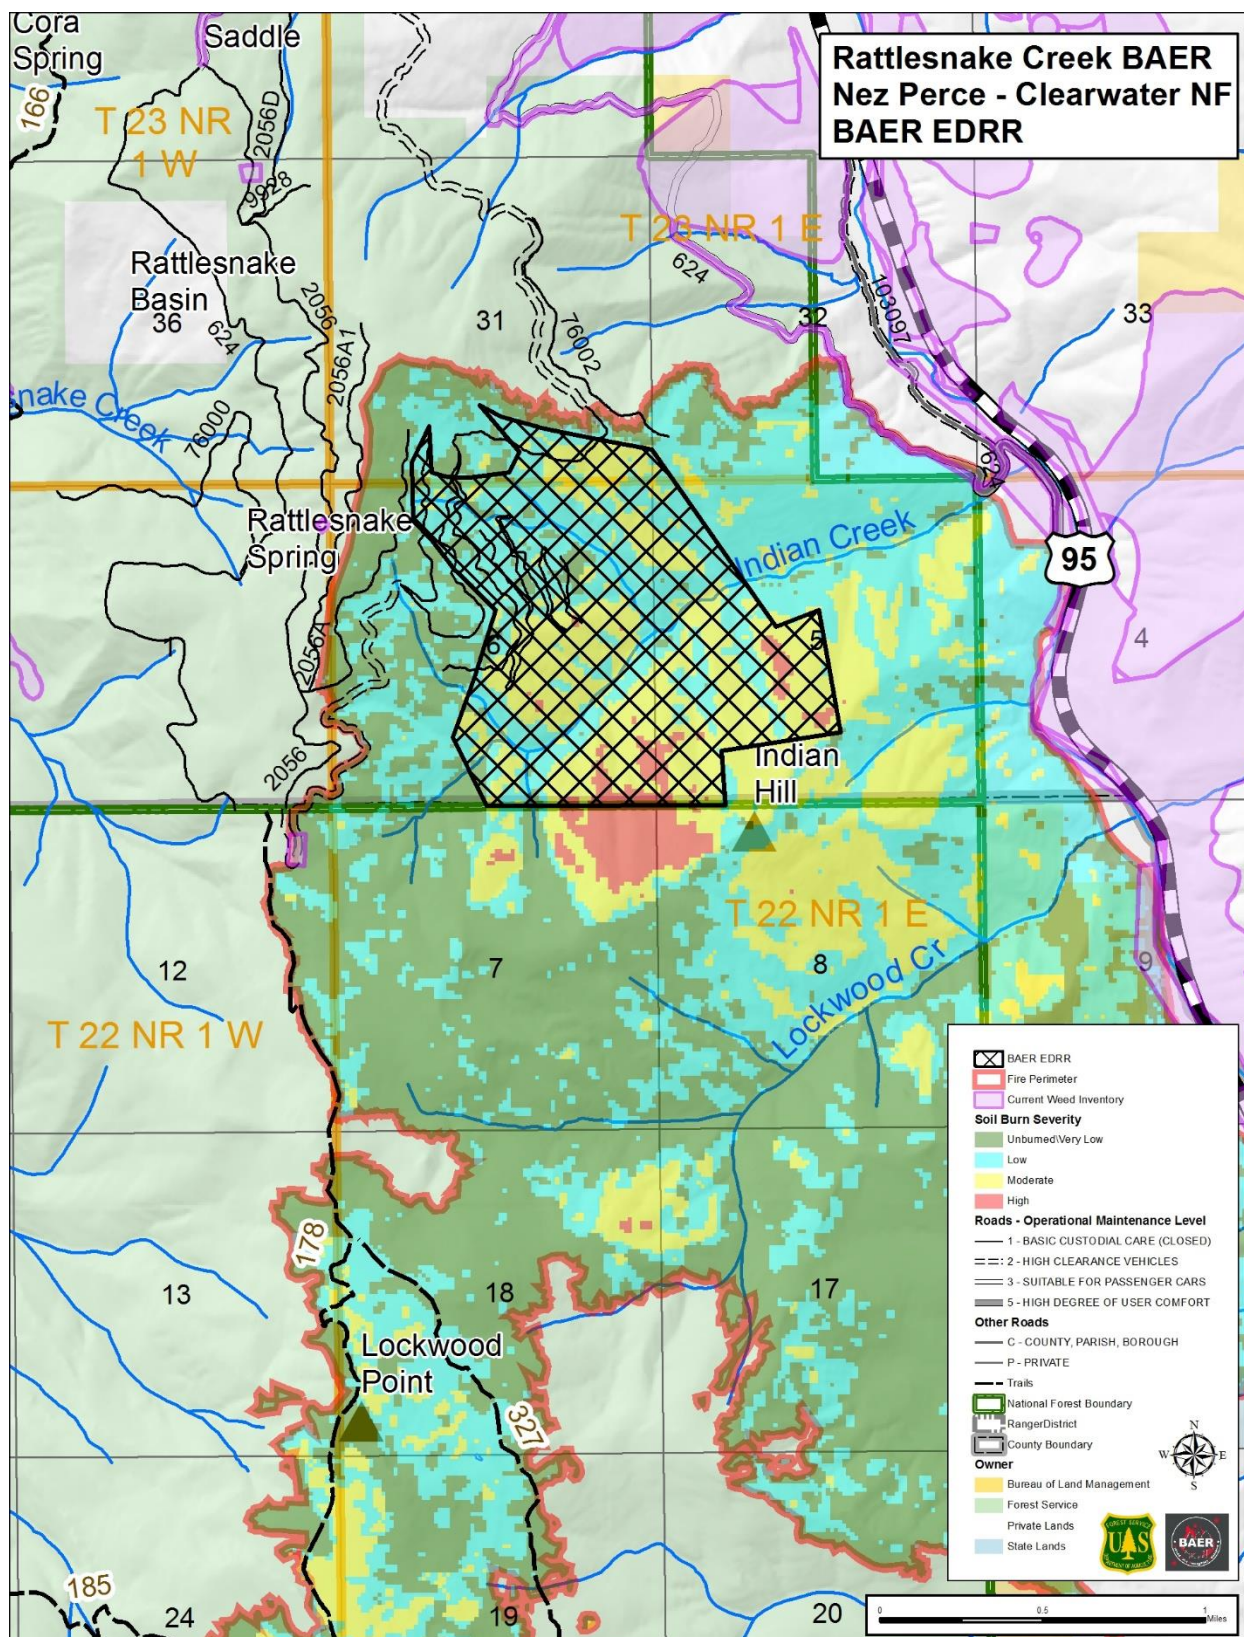 Rattlesnake Creek BAER
Nez Perce - Clearwater NF
BAER EDRR
Cora
Spring
Saddle
166
T 23 NR
1 W
2056D
9928
T 23 NR 1 E
624
103097
Rattlesnake
Basin
36
624
2056
2056A1
31
76002
32
33
snake Creek
76000
624
Rattlesnake
Spring
Indian Creek
95
2056A
6
5
4
2056
Indian
Hill
T 22 NR 1 E
12
7
8
9
T 22 NR 1 W
Lockwood Cr
178
13
18
17
Lockwood
Point
327
185
24
19
20
BAER EDRR
Fire Perimeter
Current Weed Inventory
Soil Burn Severity
Unburned\Very Low
Low
Moderate
High
Roads - Operational Maintenance Level
1 - BASIC CUSTODIAL CARE (CLOSED)
2 - HIGH CLEARANCE VEHICLES
3 - SUITABLE FOR PASSENGER CARS
5 - HIGH DEGREE OF USER COMFORT
Other Roads
C - COUNTY, PARISH, BOROUGH
P - PRIVATE
Trails
National Forest Boundary
RangerDistrict
County Boundary
Owner
Bureau of Land Management
Forest Service
Private Lands
State Lands
N
W E
S
FOREST SERVICE
U S
DEPARTMENT OF AGRICULTURE
BAER
0 0.5 1
Miles